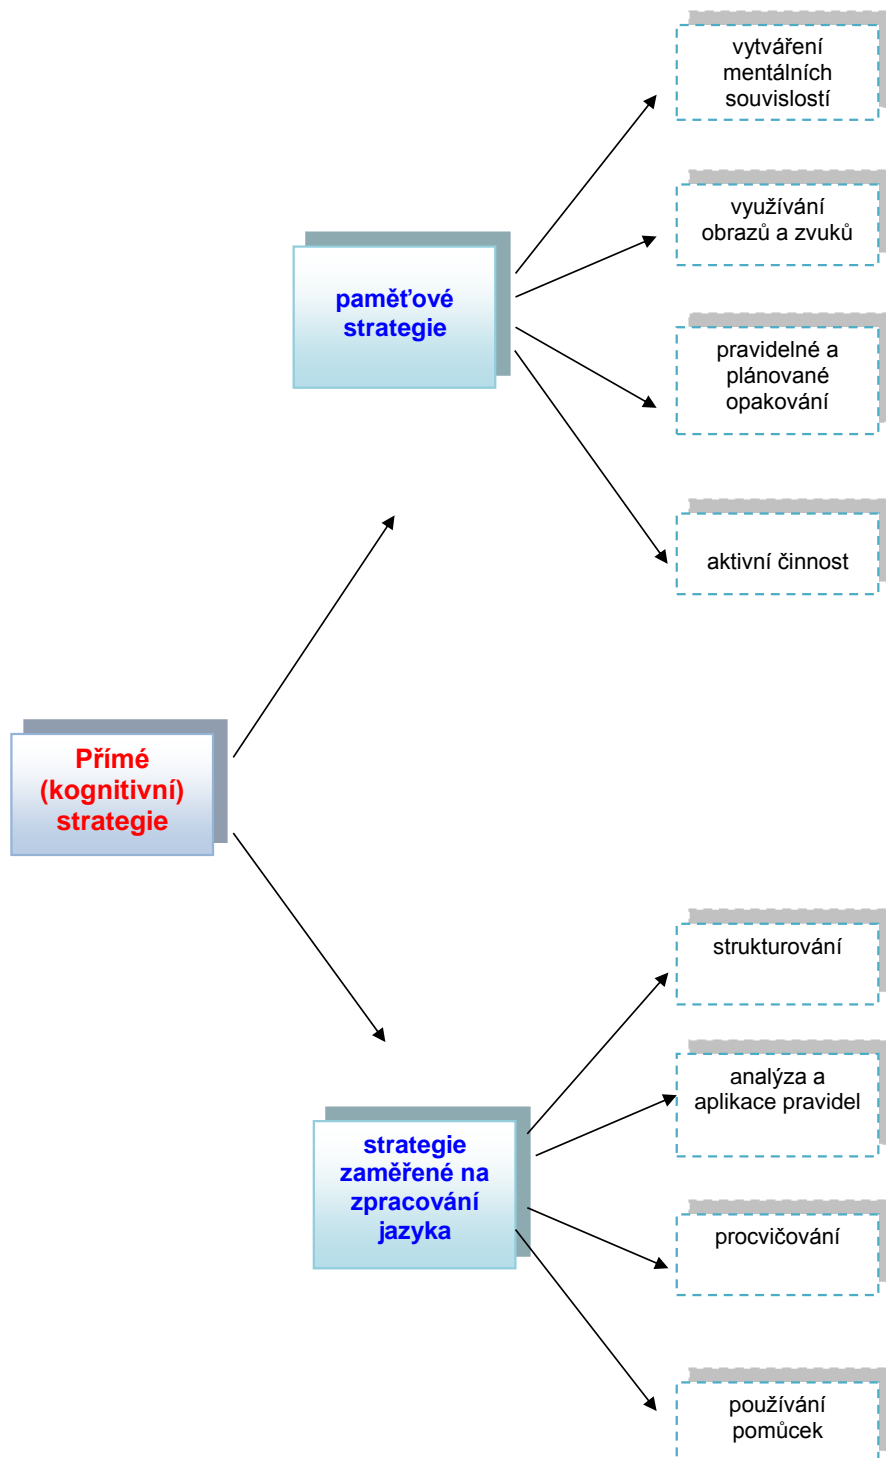 vytváření
mentálních
souvislostí
využívání
obrazů a zvuků
paměťové
strategie
pravidelné a
plánované
opakování
aktivní činnost
Přímé
(kognitivní)
strategie
strukturování
analýza a
aplikace pravidel
strategie
zaměřené na
zpracování
jazyka
procvičování
používání
pomůcek